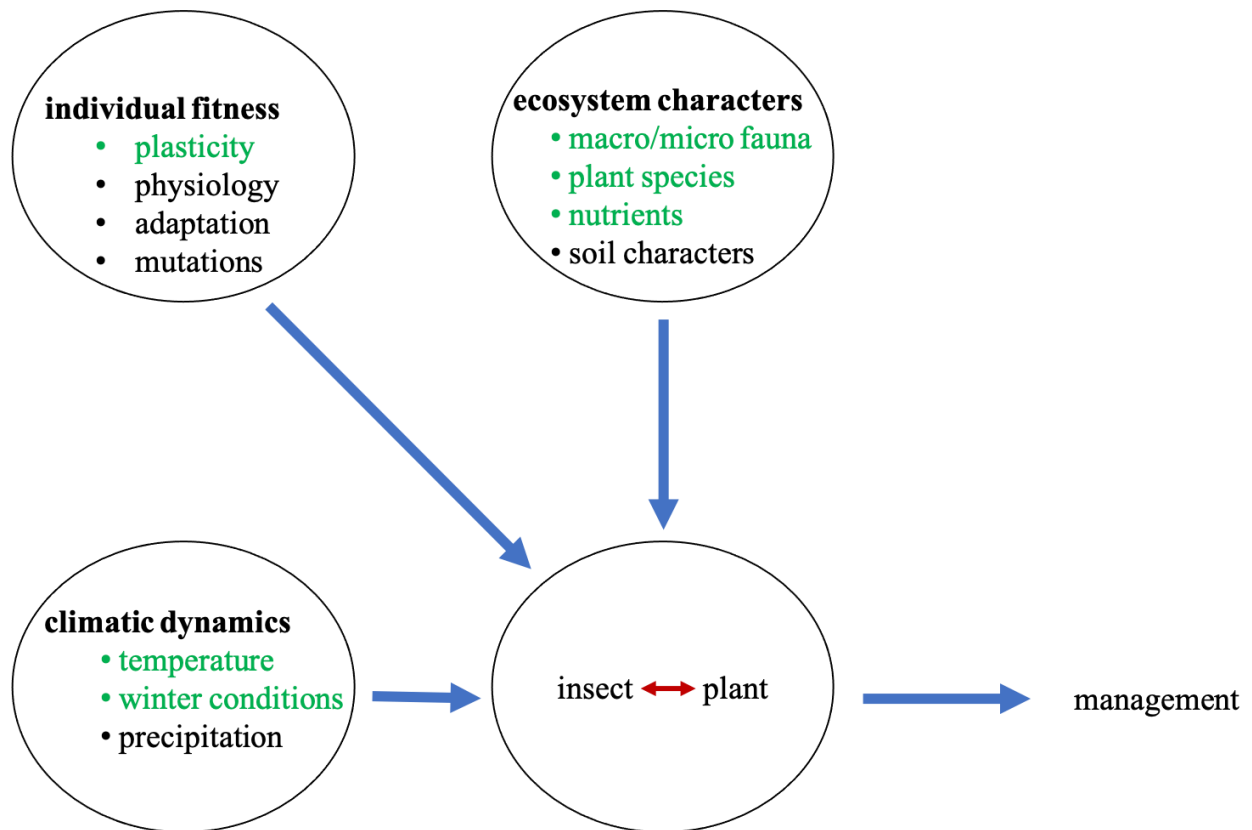 individual fitness
• plasticity
• physiology
• adaptation
• mutations
ecosystem characters
• macro/micro fauna
• plant species
• nutrients
• soil characters
climatic dynamics
• temperature
• winter conditions
• precipitation
insect plant
management